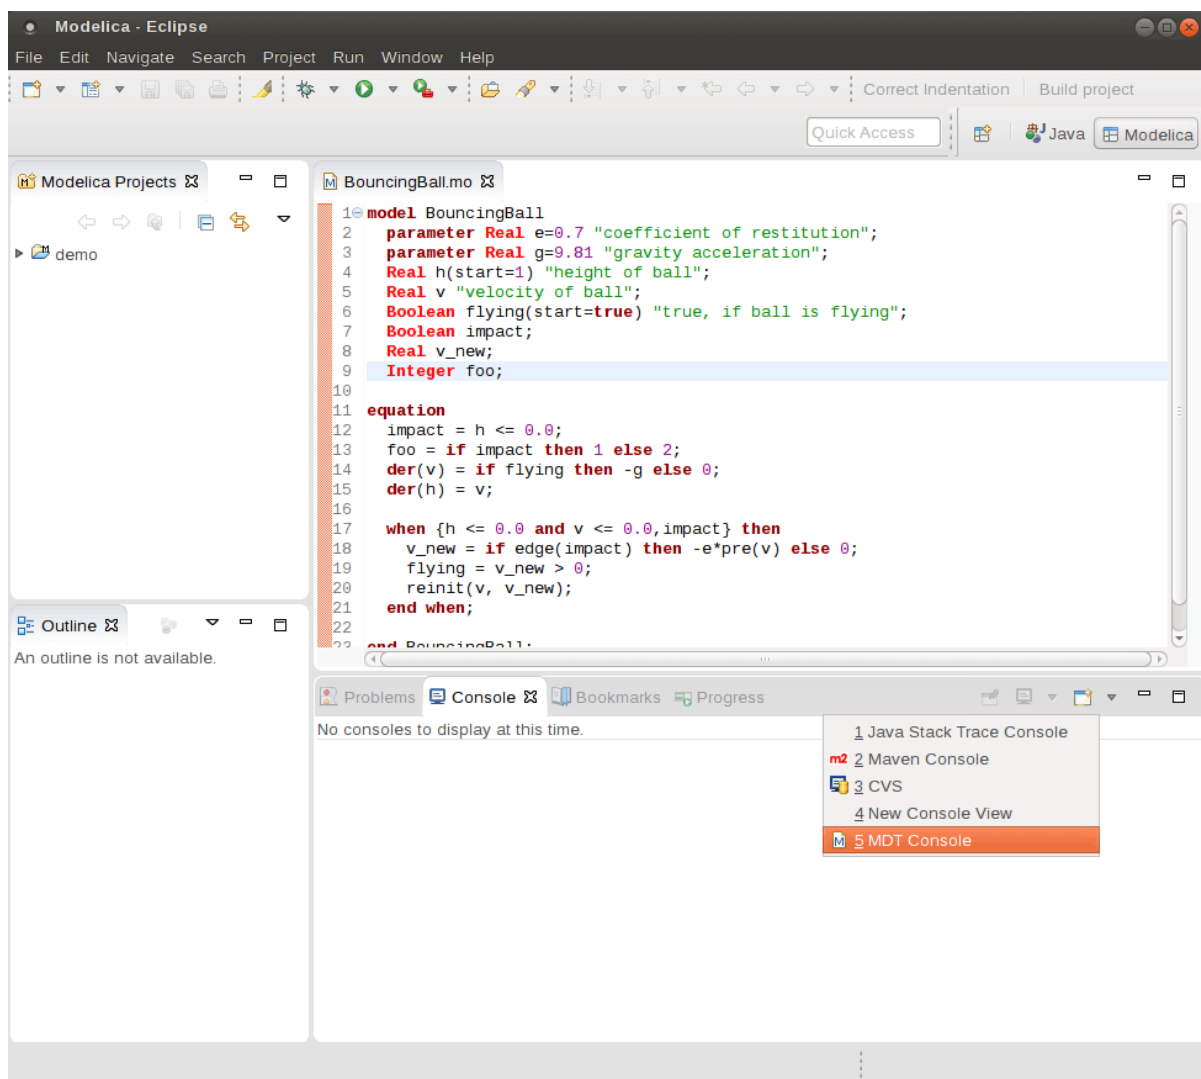 Modelica - Eclipse
File Edit Navigate Search Project Run Window Help
Correct Indentation Build project
Quick Access Java Modelica
Modelica Projects
demo
BouncingBall.mo
1 model BouncingBall
2 parameter Real e=0.7 "coefficient of restitution";
3 parameter Real g=9.81 "gravity acceleration";
4 Real h(start=1) "height of ball";
5 Real v "velocity of ball";
6 Boolean flying(start=true) "true, if ball is flying";
7 Boolean impact;
8 Real v_new;
9 Integer foo;
10
11 equation
12 impact = h <= 0.0;
13 foo = if impact then 1 else 2;
14 der(v) = if flying then -g else 0;
15 der(h) = v;
16
17 when {h <= 0.0 and v <= 0.0,impact} then
18 v_new = if edge(impact) then -e*pre(v) else 0;
19 flying = v_new > 0;
20 reinit(v, v_new);
21 end when;
22
23 end BouncingBall;
Outline
An outline is not available.
Problems Console Bookmarks Progress
No consoles to display at this time.
1 Java Stack Trace Console
m2 2 Maven Console
3 CVS
4 New Console View
M 5 MDT Console